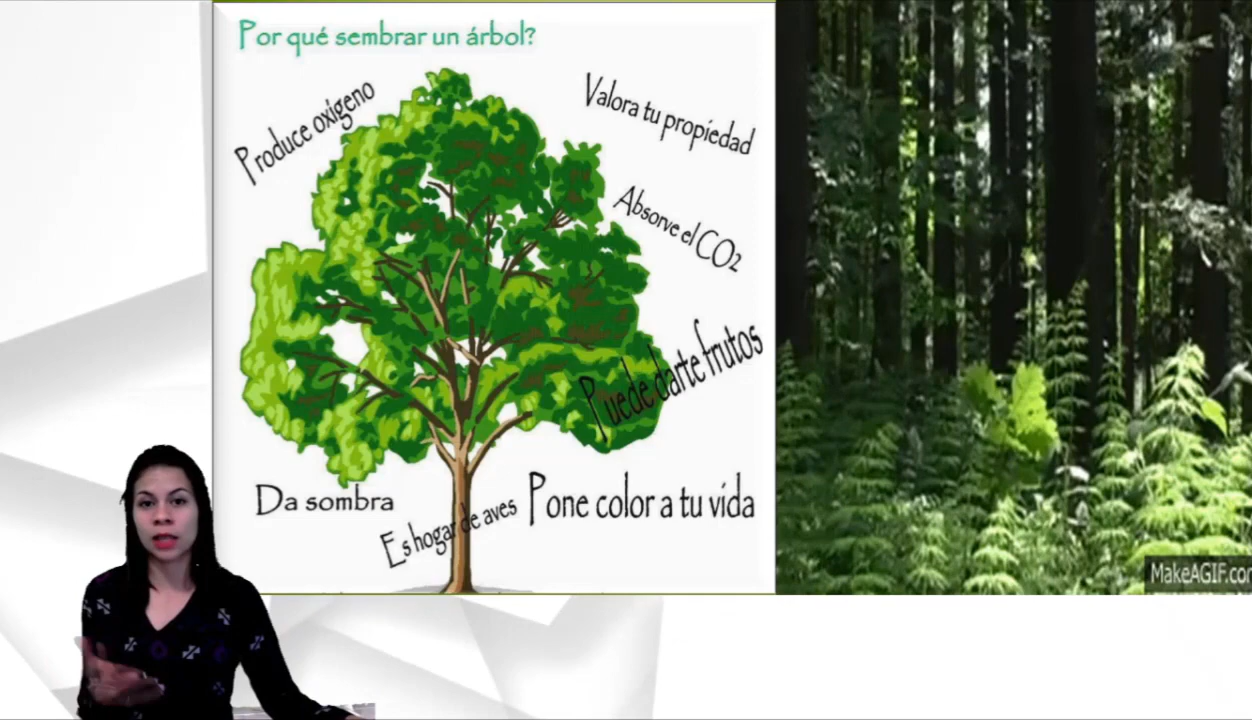 Por qué sembrar un árbol?
Produce oxígeno
Valora tu propiedad
Absorve el CO2
Puede darte frutos
Da sombra
Es hogar de aves
Pone color a tu vida
MakeAGIF.com